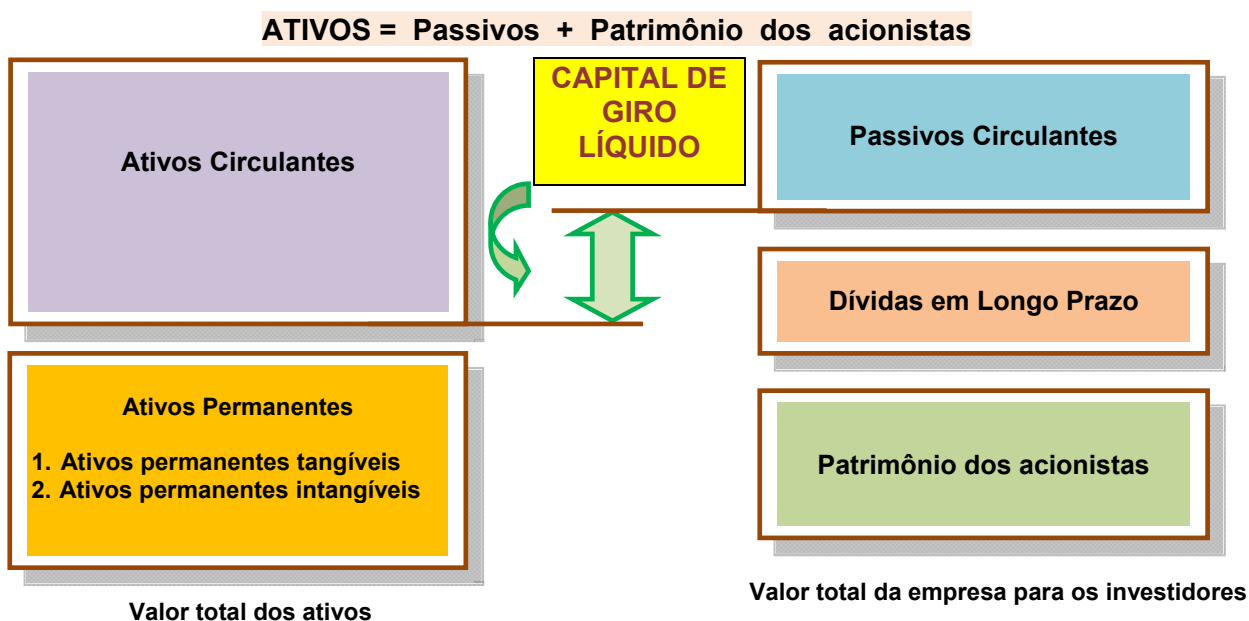 ATIVOS = Passivos + Patrimônio dos acionistas
Ativos Circulantes
CAPITAL DE
GIRO
LÍQUIDO
Passivos Circulantes
Dívidas em Longo Prazo
Ativos Permanentes
1. Ativos permanentes tangíveis
2. Ativos permanentes intangíveis
Patrimônio dos acionistas
Valor total dos ativos
Valor total da empresa para os investidores